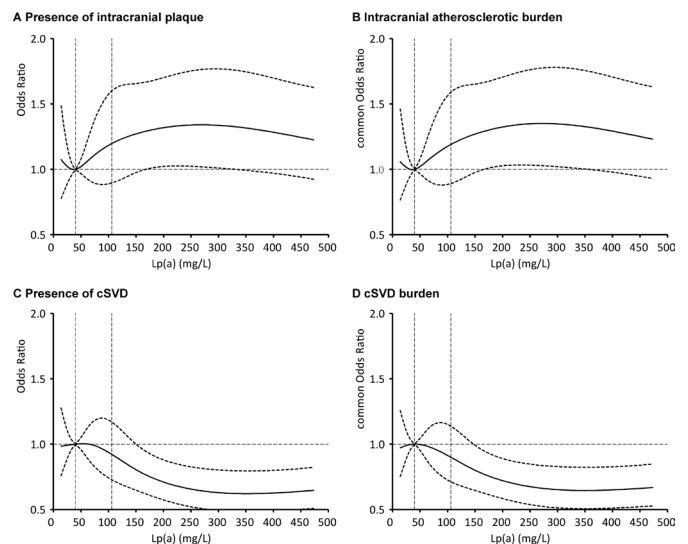 A Presence of intracranial plaque
2.0
1.5
1.0
0.5
Odds Ratio
0 50 100 150 200 250 300 350 400 450 500
Lp(a) (mg/L)
B Intracranial atherosclerotic burden
2.0
1.5
1.0
0.5
common Odds Ratio
0 50 100 150 200 250 300 350 400 450 500
Lp(a) (mg/L)
C Presence of cSVD
2.0
1.5
1.0
0.5
Odds Ratio
0 50 100 150 200 250 300 350 400 450 500
Lp(a) (mg/L)
D cSVD burden
2.0
1.5
1.0
0.5
common Odds Ratio
0 50 100 150 200 250 300 350 400 450 500
Lp(a) (mg/L)